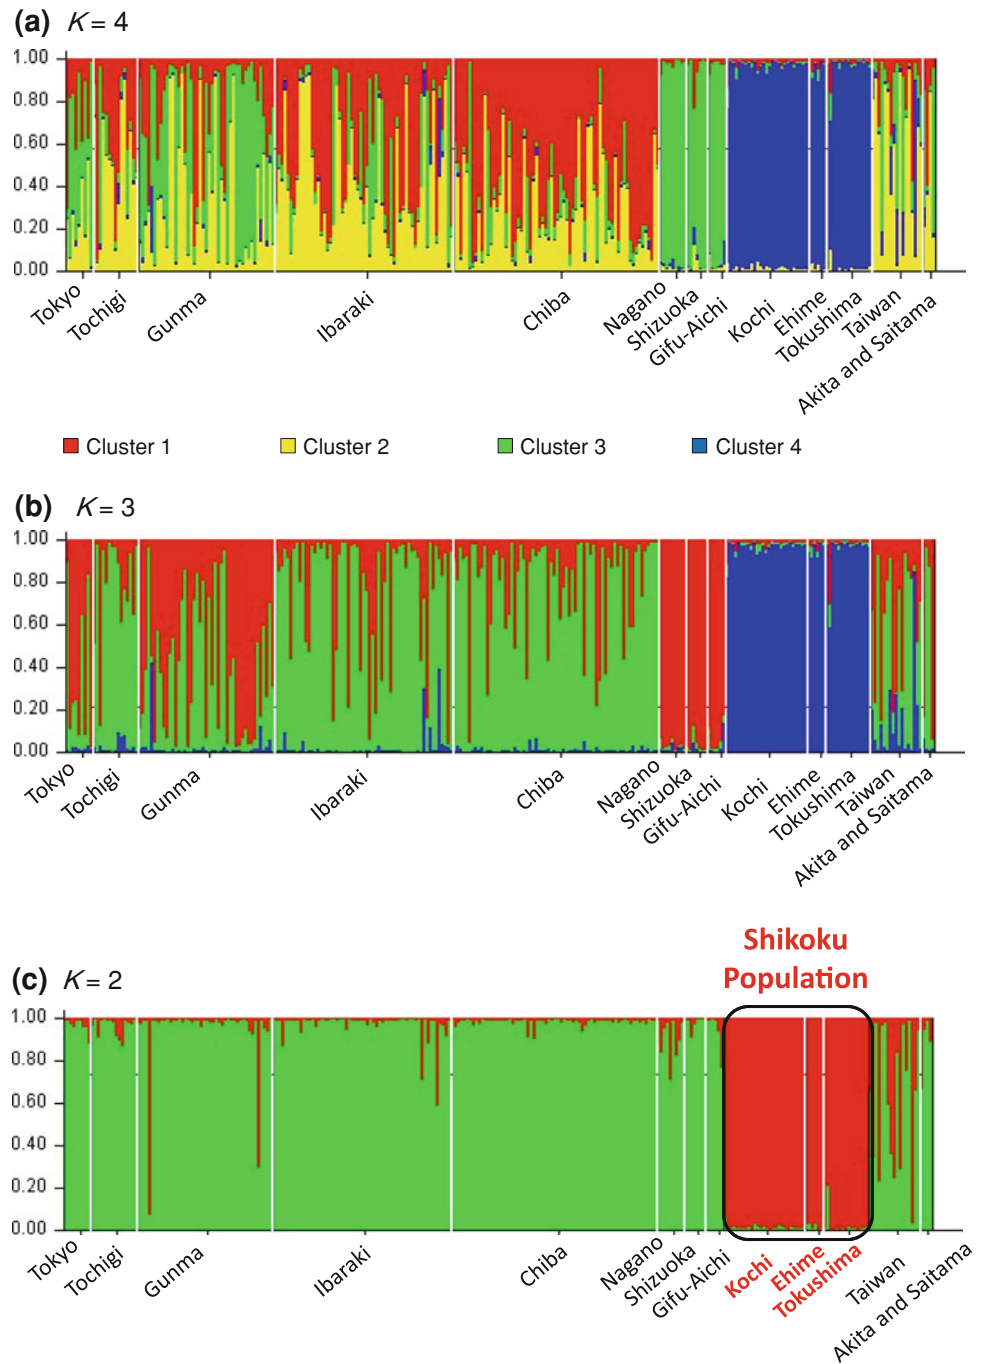 (a) K = 4
1.00
0.80
0.60
0.40
0.20
0.00
Tokyo
Tochigi
Gunma
Ibaraki
Chiba
Nagano
Shizuoka
Gifu-Aichi
Kochi
Ehime
Tokushima
Taiwan
Akita and Saitama
Cluster 1
Cluster 2
Cluster 3
Cluster 4
(b) K = 3
1.00
0.80
0.60
0.40
0.20
0.00
Tokyo
Tochigi
Gunma
Ibaraki
Chiba
Nagano
Shizuoka
Gifu-Aichi
Kochi
Ehime
Tokushima
Taiwan
Akita and Saitama
Shikoku
Population
(c) K = 2
1.00
0.80
0.60
0.40
0.20
0.00
Tokyo
Tochigi
Gunma
Ibaraki
Chiba
Nagano
Shizuoka
Gifu-Aichi
Kochi
Ehime
Tokushima
Taiwan
Akita and Saitama